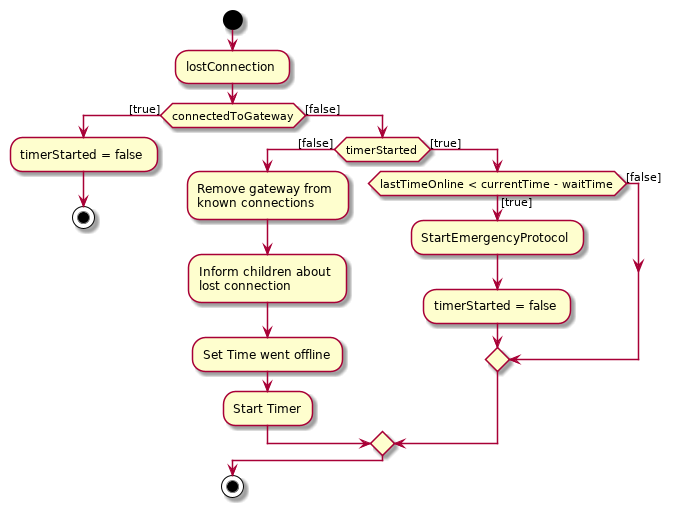 lostConnection
[true]
connectedToGateway
[false]
timerStarted = false
[false]
timerStarted
[true]
Remove gateway from
known connections
lastTimeOnline < currentTime - waitTime
[false]
[true]
StartEmergencyProtocol
Inform children about
lost connection
timerStarted = false
Set Time went offline
Start Timer